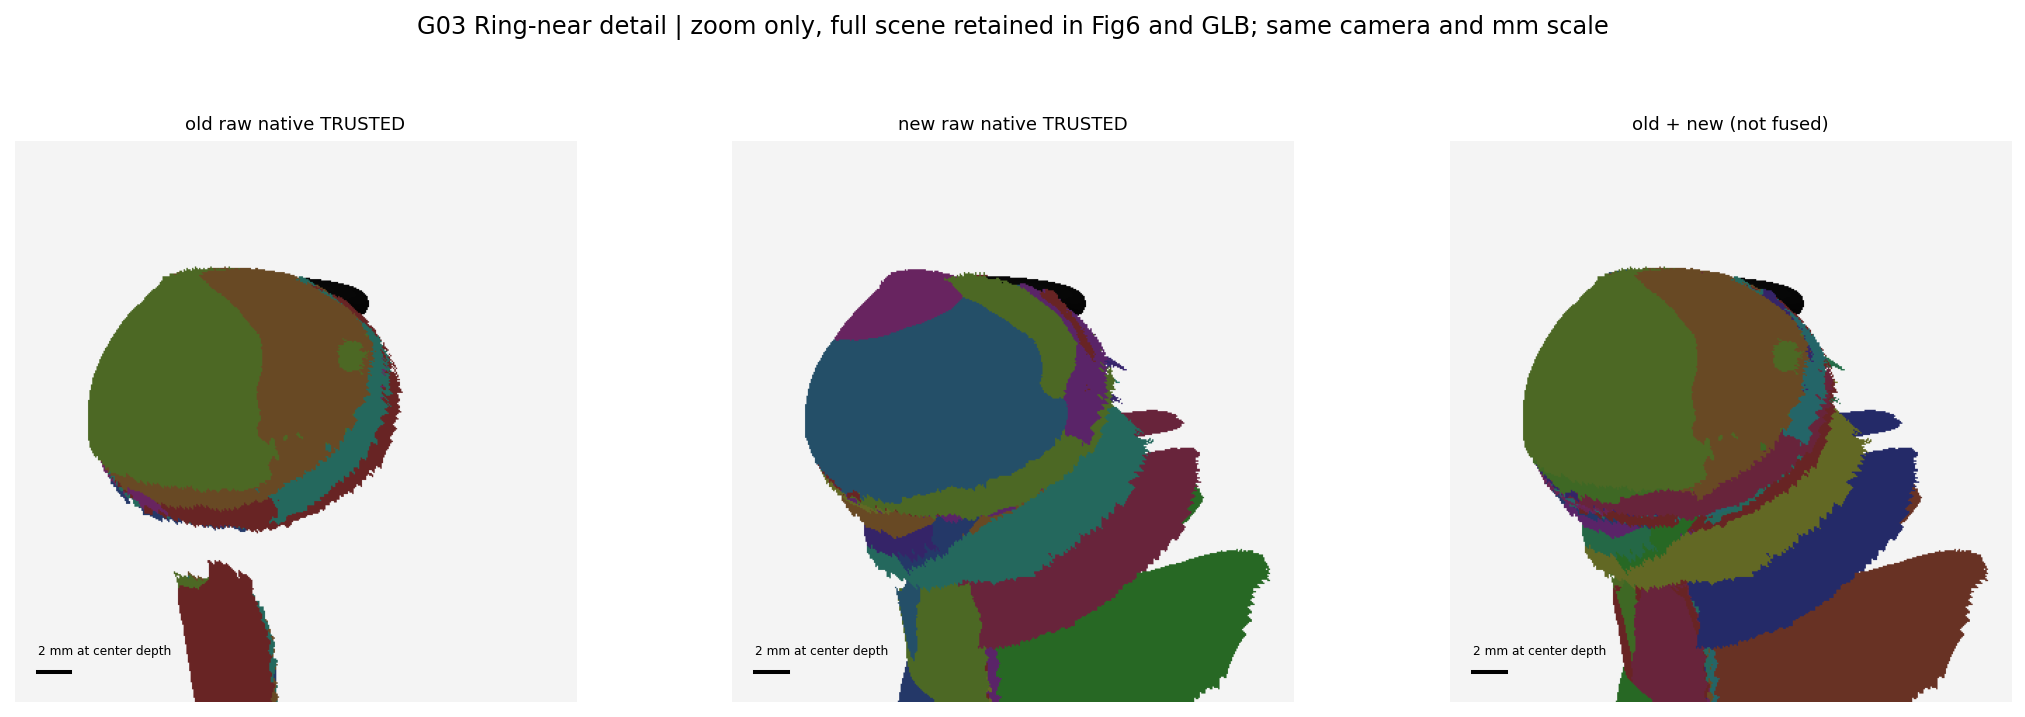 G03 Ring-near detail | zoom only, full scene retained in Fig6 and GLB; same camera and mm scale
old raw native TRUSTED
new raw native TRUSTED
old + new (not fused)
2 mm at center depth
2 mm at center depth
2 mm at center depth